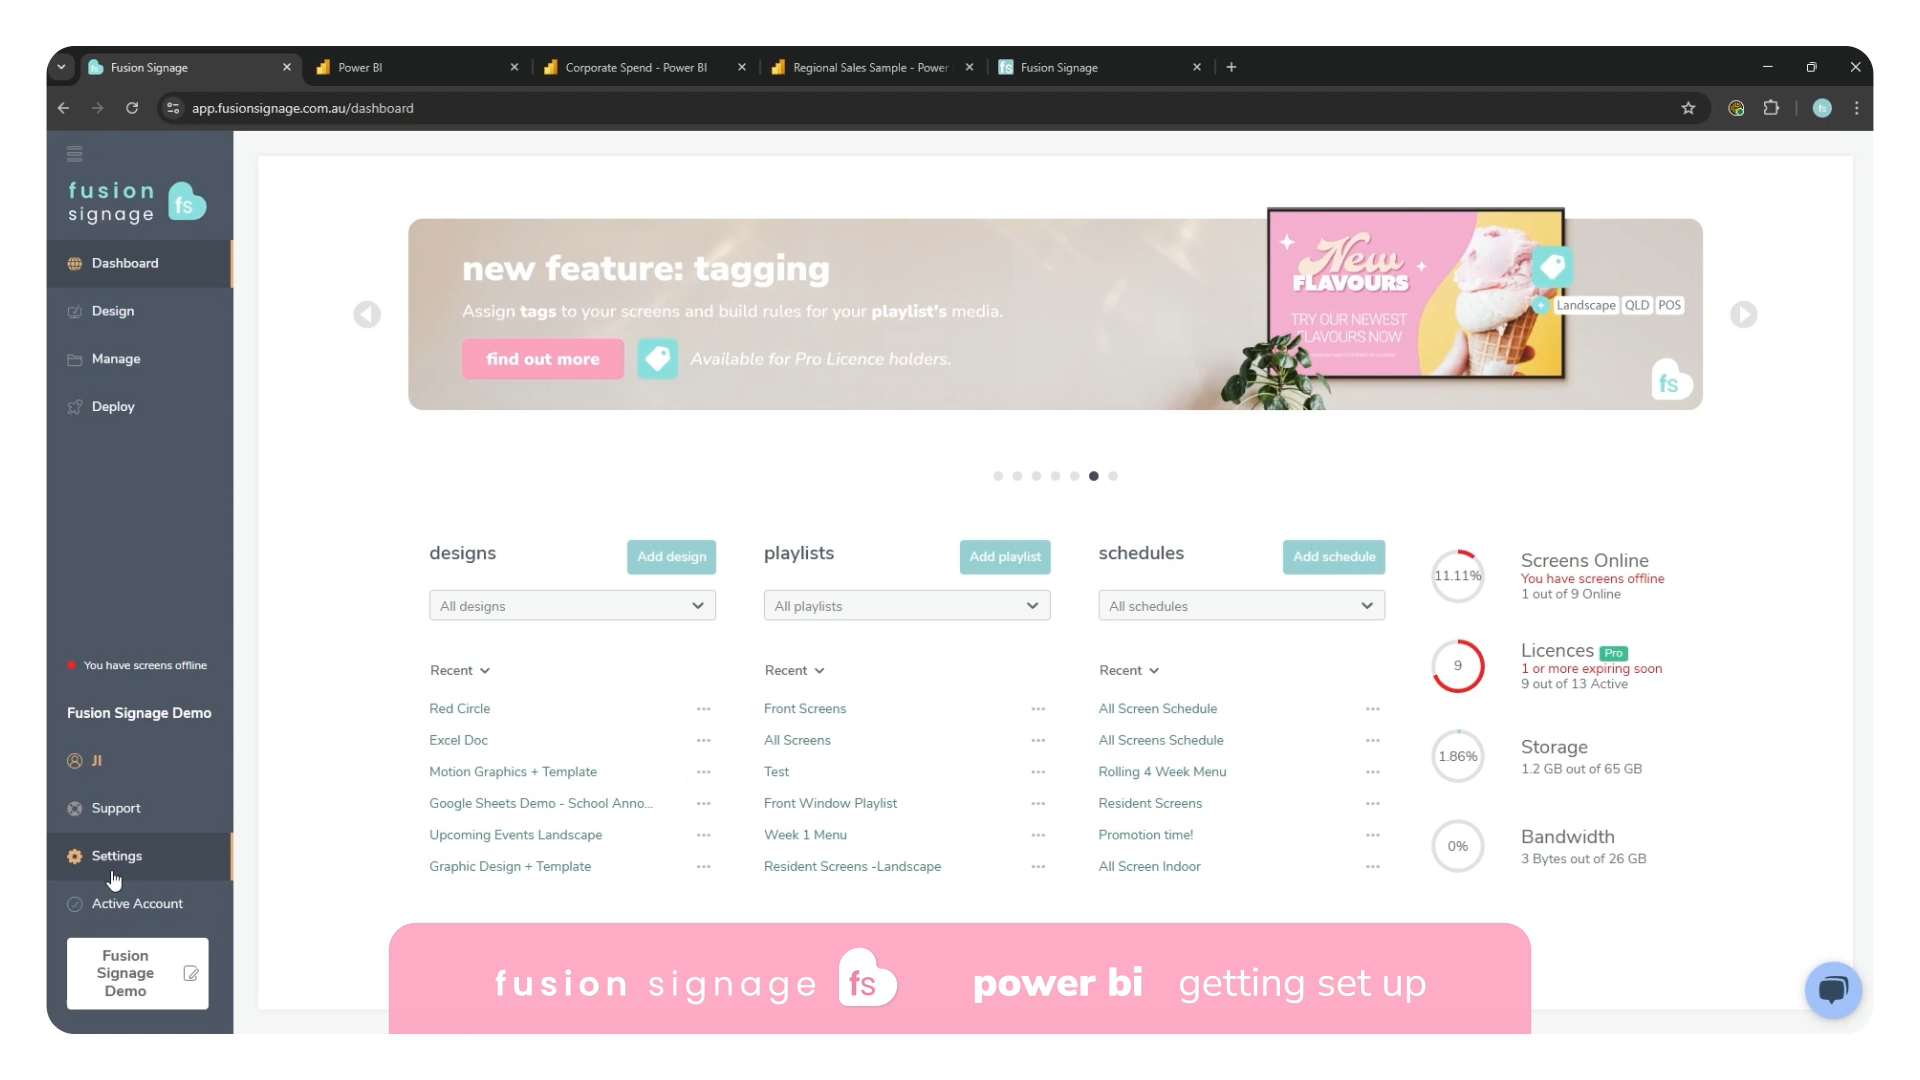 Fusion Signage
Power BI
Corporate Spend - Power BI
Regional Sales Sample - Power
Fusion Signage
app.fusionsignage.com.au/dashboard
fusion
signage
fs
Dashboard
Design
Manage
Deploy
You have screens offline
Fusion Signage Demo
JI
Support
Settings
Active Account
Fusion
Signage
Demo
new feature: tagging
Assign tags to your screens and build rules for your playlist's media.
find out more
Available for Pro Licence holders.
New
FLAVOURS
TRY OUR NEWEST
FLAVOURS NOW!
Landscape QLD POS
fs
designs
Add design
All designs
Recent
Red Circle
Excel Doc
Motion Graphics + Template
Google Sheets Demo - School Anno...
Upcoming Events Landscape
Graphic Design + Template
playlists
Add playlist
All playlists
Recent
Front Screens
All Screens
Test
Front Window Playlist
Week 1 Menu
Resident Screens -Landscape
schedules
Add schedule
All schedules
Recent
All Screen Schedule
All Screens Schedule
Rolling 4 Week Menu
Resident Screens
Promotion time!
All Screen Indoor
11.11%
Screens Online
You have screens offline
1 out of 9 Online
9
Licences Pro
1 or more expiring soon
9 out of 13 Active
1.86%
Storage
1.2 GB out of 65 GB
0%
Bandwidth
3 Bytes out of 26 GB
fusion signage fs power bi getting set up